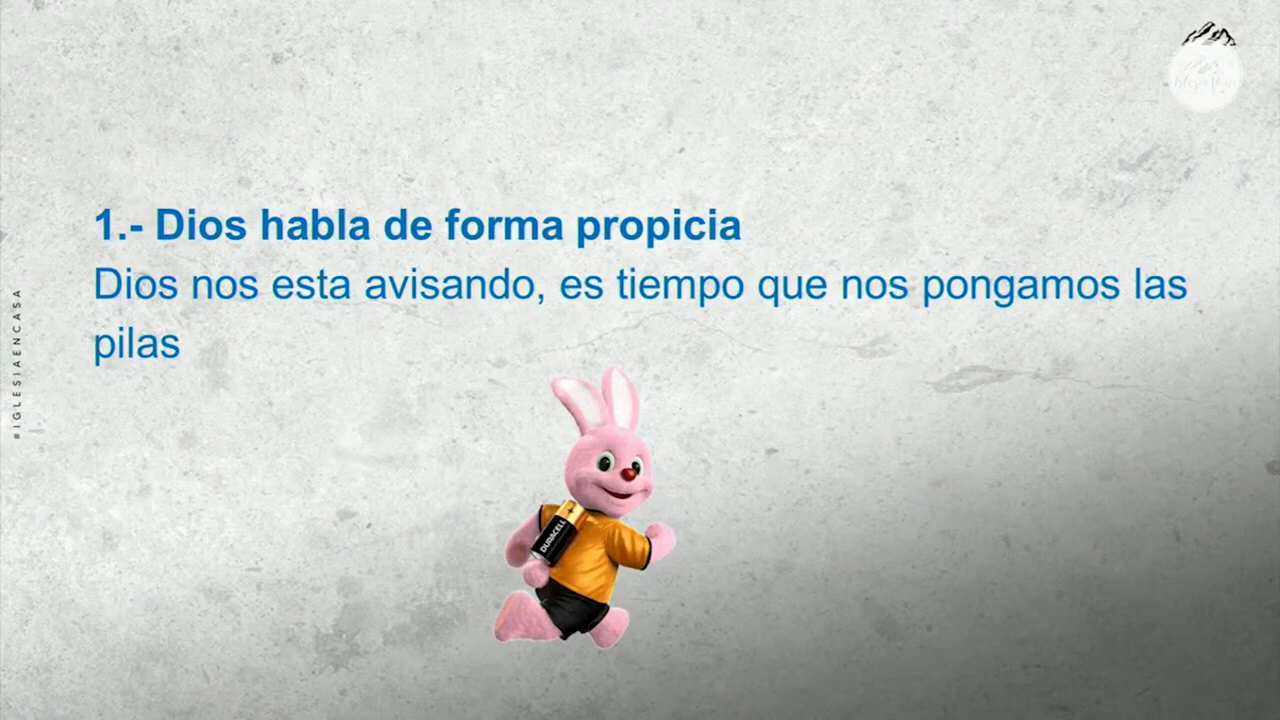 1.- Dios habla de forma propicia
Dios nos esta avisando, es tiempo que nos pongamos las
pilas
DURACELL
#IGLESIAENCASA